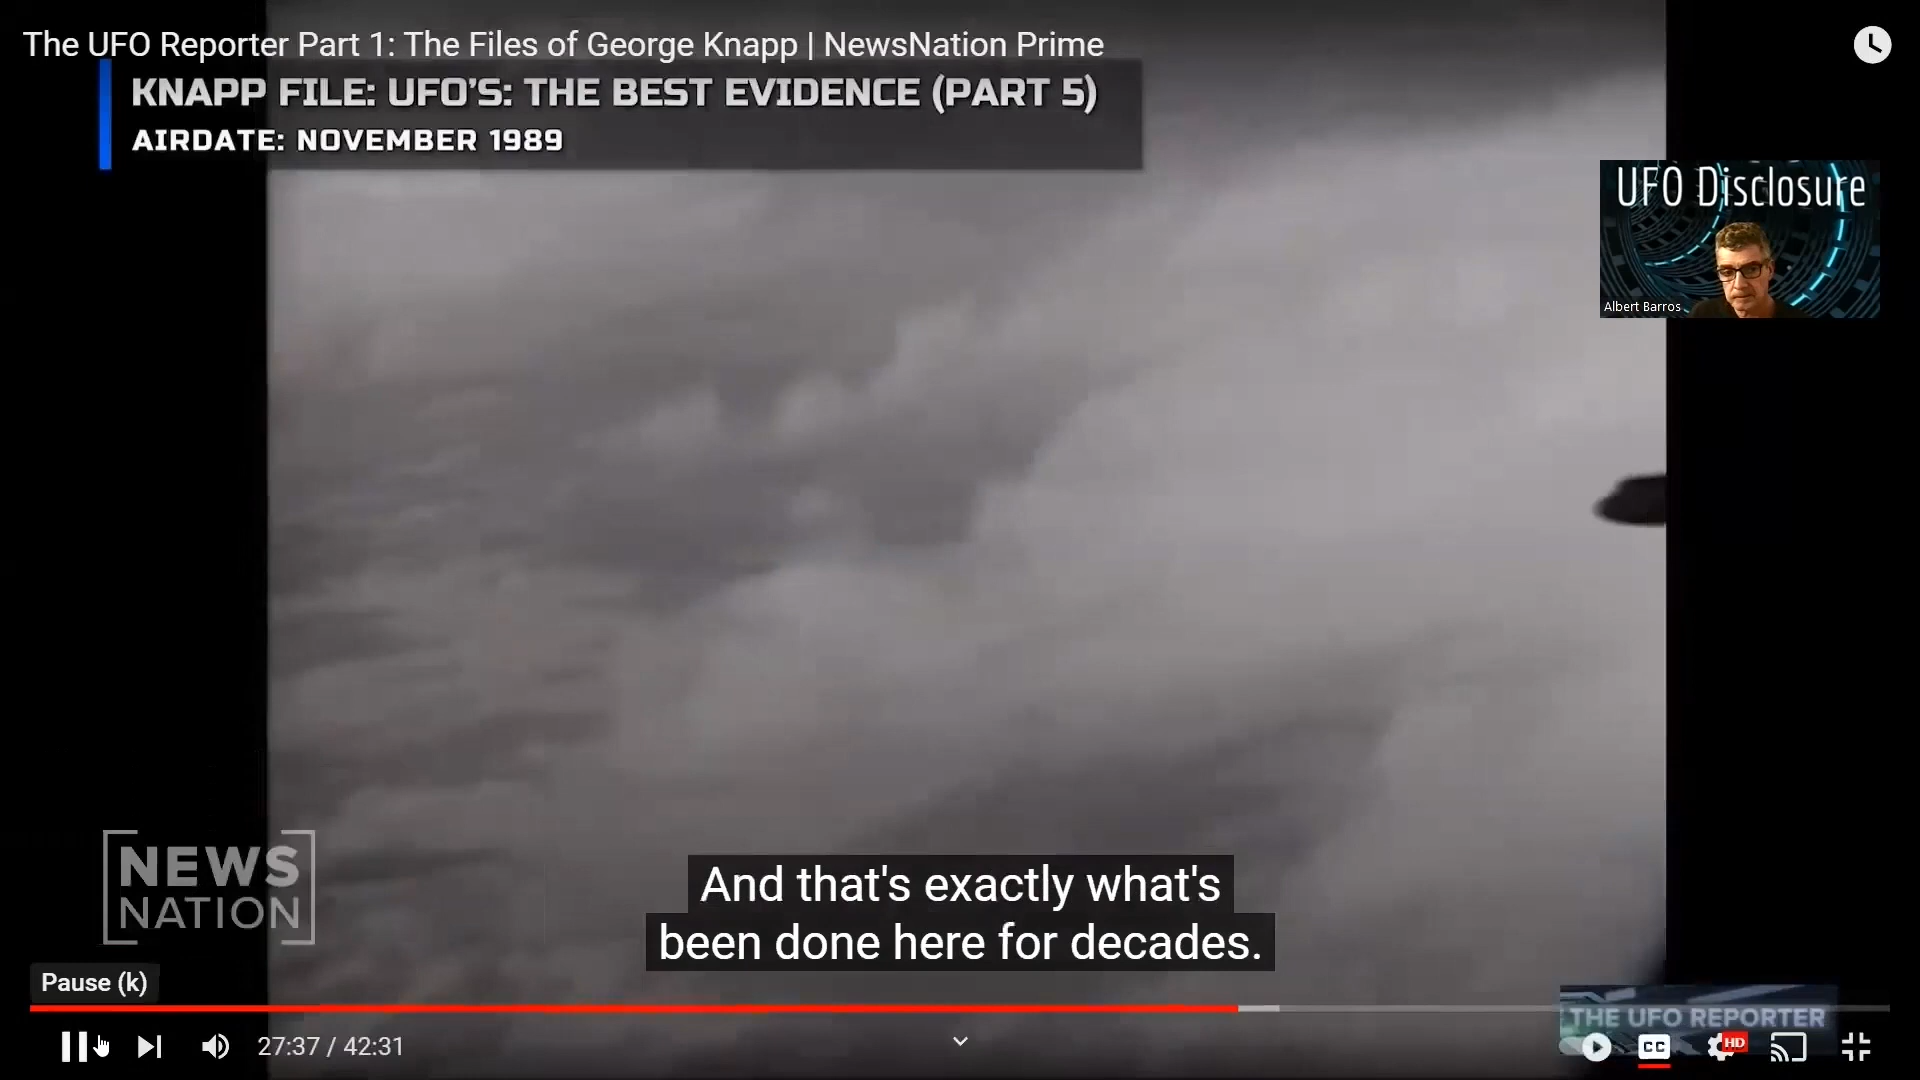 The UFO Reporter Part 1: The Files of George Knapp | NewsNation Prime
KNAPP FILE: UFO'S: THE BEST EVIDENCE (PART 5)
AIRDATE: NOVEMBER 1989
UFO Disclosure
Albert Barros
NEWS
NATION
And that's exactly what's
been done here for decades.
Pause (k)
THE UFO REPORTER
27:37 / 42:31
CC
HD